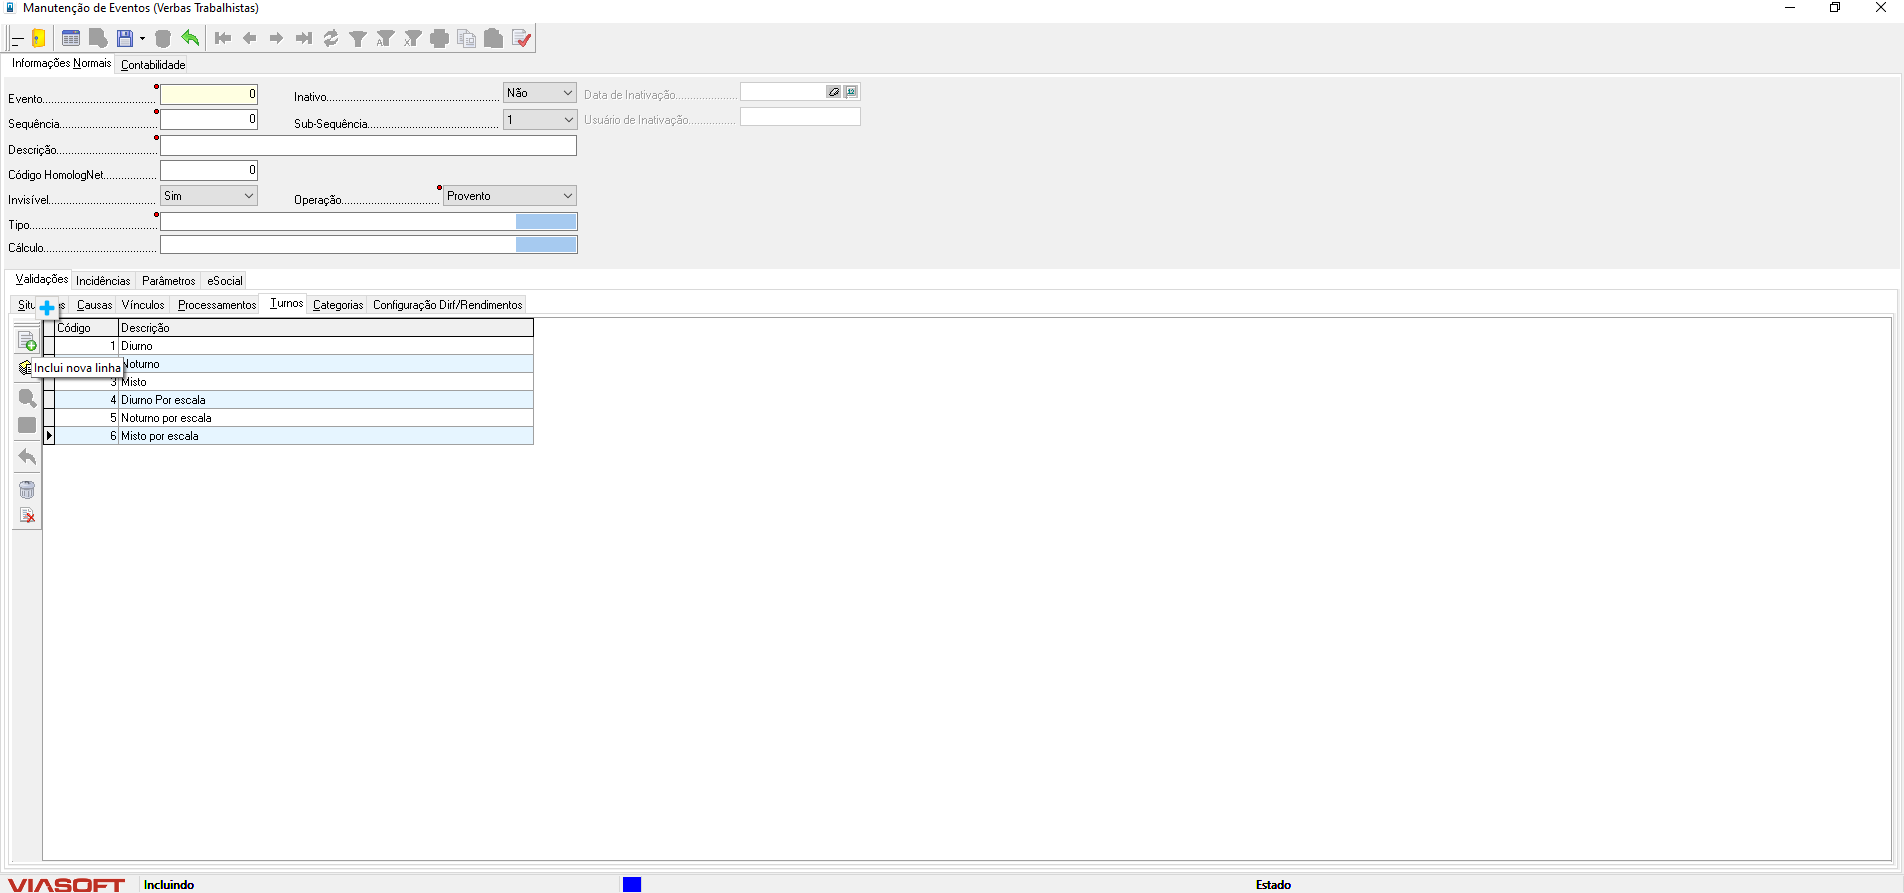 Manutenção de Eventos (Verbas Trabalhistas)
Informações Normais Contabilidade
Evento 0 Inativo Não Data de Inativação
Sequência 0 Sub-Sequência 1 Usuário de Inativação
Descrição
Código HomologNet 0
Invisível Sim Operação Provento
Tipo
Cálculo
Validações Incidências Parâmetros eSocial
Causas Vínculos Processamentos Turnos Categorias Configuração Dirf/Rendimentos
Código Descrição
1 Diurno
Noturno
Inclui nova linha
3 Misto
4 Diurno Por escala
5 Noturno por escala
6 Misto por escala
VIASOFT Incluindo Estado